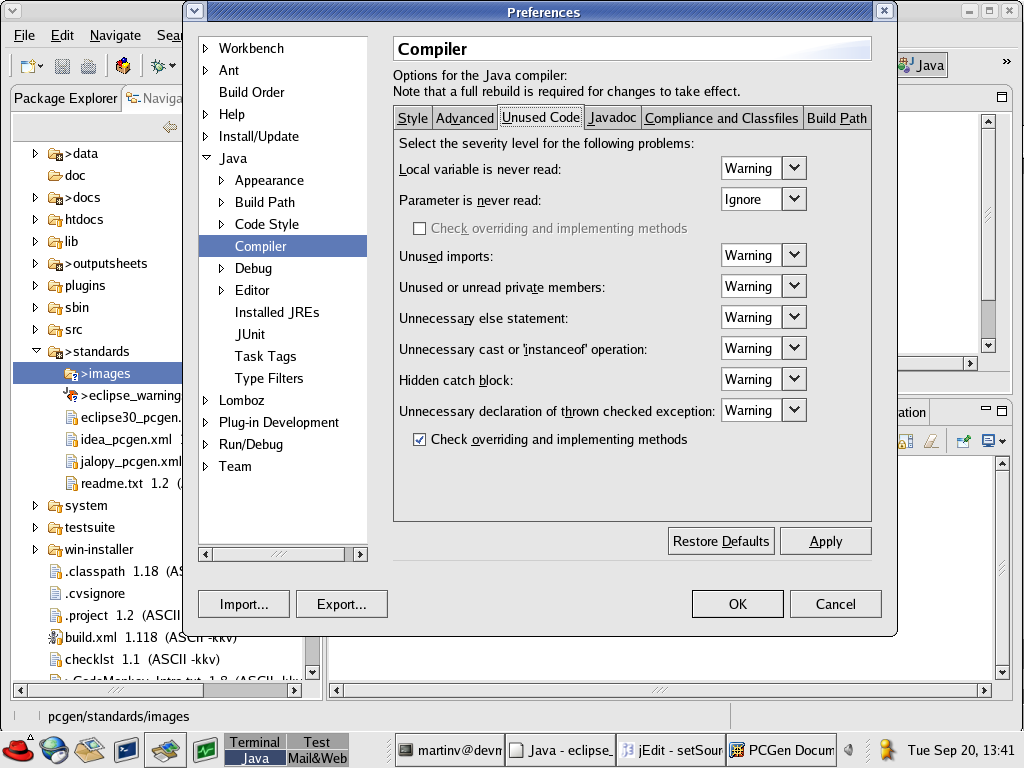 Preferences
File Edit Navigate Sea
Java
»
Package Explorer Naviga
>data
doc
>docs
htdocs
lib
>outputsheets
plugins
sbin
src
>standards
>images
>eclipse_warning
eclipse30_pcgen.
idea_pcgen.xml 1
jalopy_pcgen.xml
readme.txt 1.2 (
system
testsuite
win-installer
.classpath 1.18 (AS
.cvsignore
.project 1.2 (ASCII
build.xml 1.118 (ASCII -kkv)
checklst 1.1 (ASCII -kkv)
Workbench
Ant
Build Order
Help
Install/Update
Java
Appearance
Build Path
Code Style
Compiler
Debug
Editor
Installed JREs
JUnit
Task Tags
Type Filters
Lomboz
Plug-in Development
Run/Debug
Team
Compiler
Options for the Java compiler:
Note that a full rebuild is required for changes to take effect.
Style Advanced Unused Code Javadoc Compliance and Classfiles Build Path
Select the severity level for the following problems:
Local variable is never read: Warning
Parameter is never read: Ignore
Check overriding and implementing methods
Unused imports: Warning
Unused or unread private members: Warning
Unnecessary else statement: Warning
Unnecessary cast or 'instanceof' operation: Warning
Hidden catch block: Warning
Unnecessary declaration of thrown checked exception: Warning
Check overriding and implementing methods
Restore Defaults Apply
Import... Export... OK Cancel
ation
pcgen/standards/images
Terminal Test
Java Mail&Web
martinv@devm
Java - eclipse_
jEdit - setSour
PCGen Docum
Tue Sep 20, 13:41